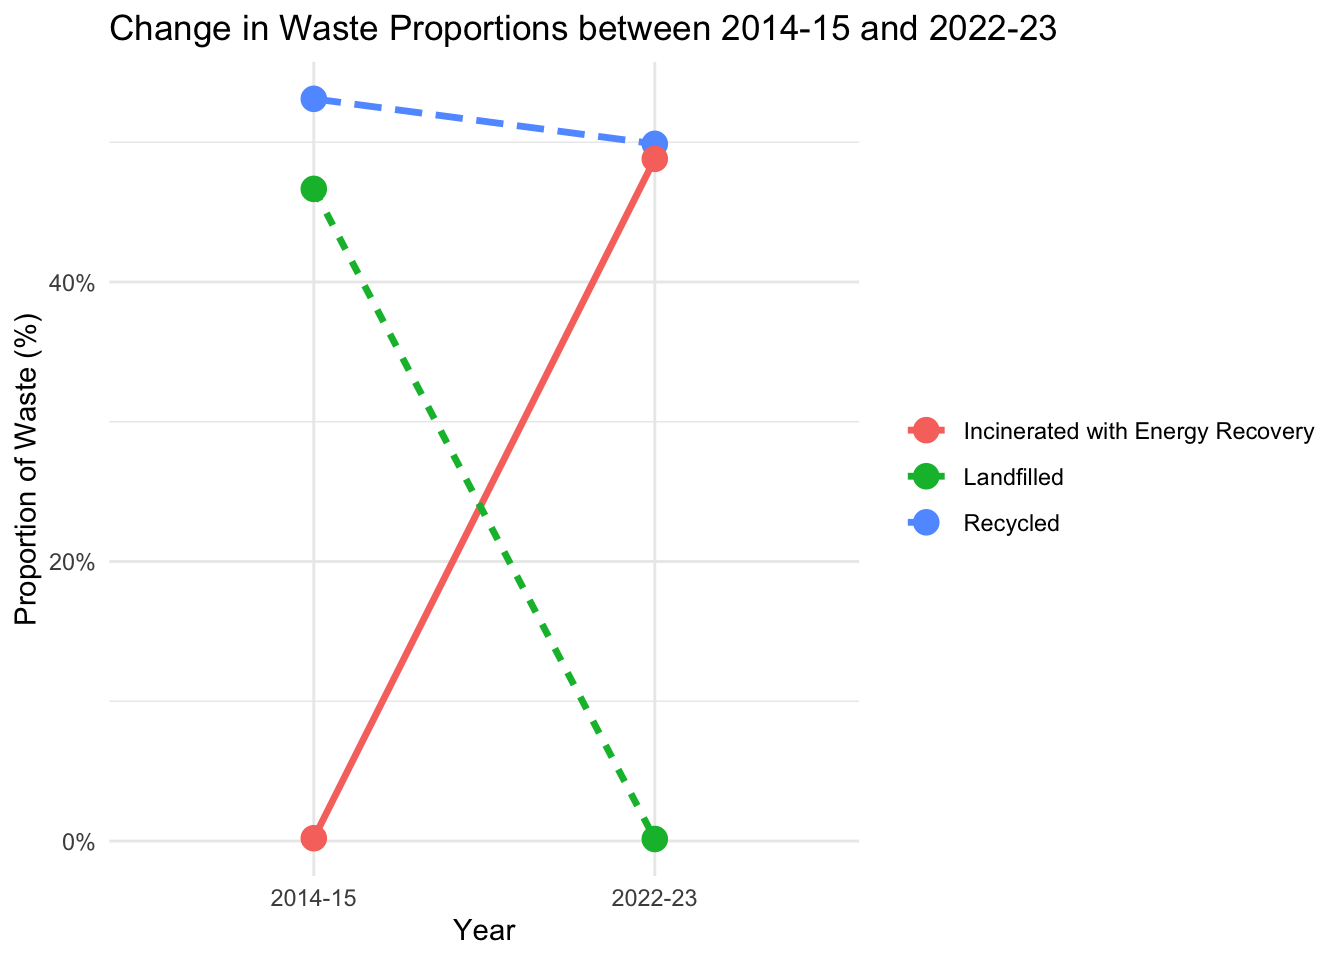 Change in Waste Proportions between 2014-15 and 2022-23
Proportion of Waste (%)
40%
20%
0%
2014-15
2022-23
Year
Incinerated with Energy Recovery
Landfilled
Recycled